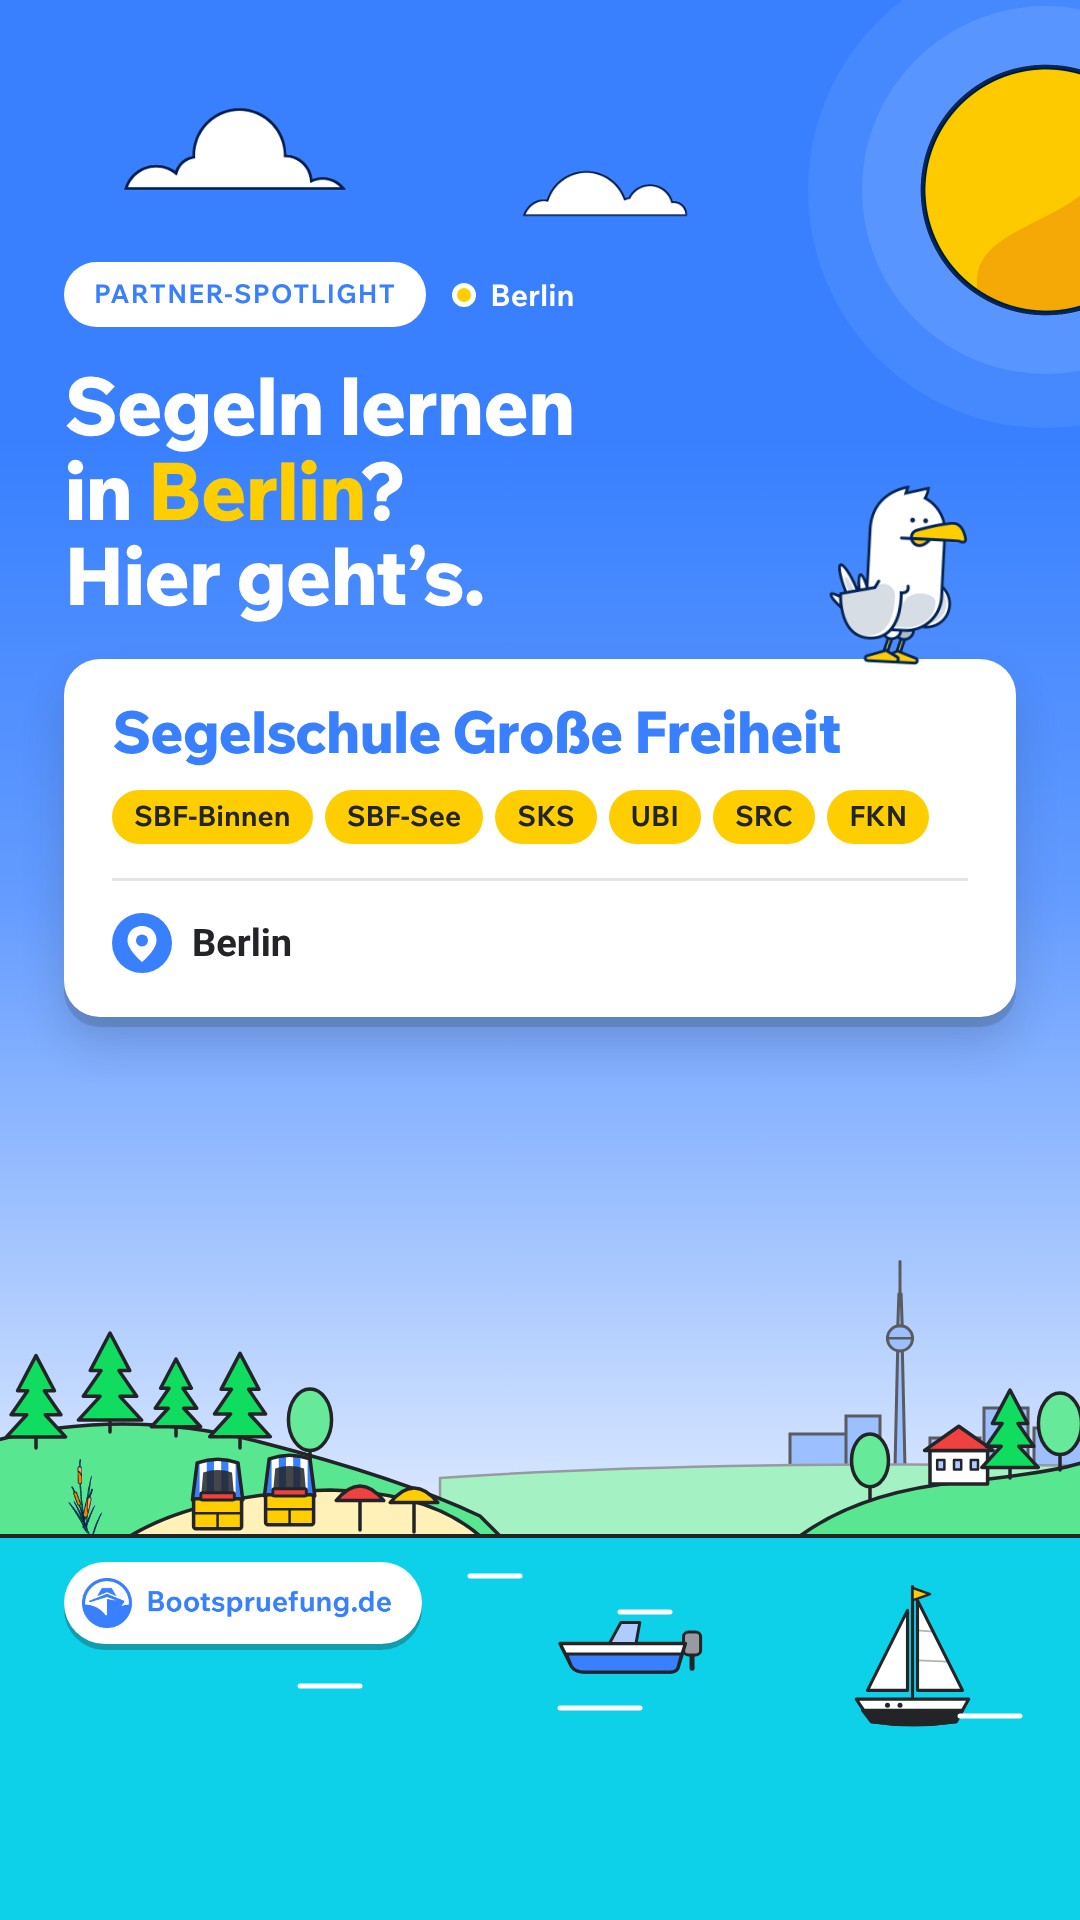 PARTNER-SPOTLIGHT
Berlin
Segeln lernen
in Berlin?
Hier geht’s.
Segelschule Große Freiheit
SBF-Binnen SBF-See SKS UBI SRC FKN
Berlin
Bootspruefung.de